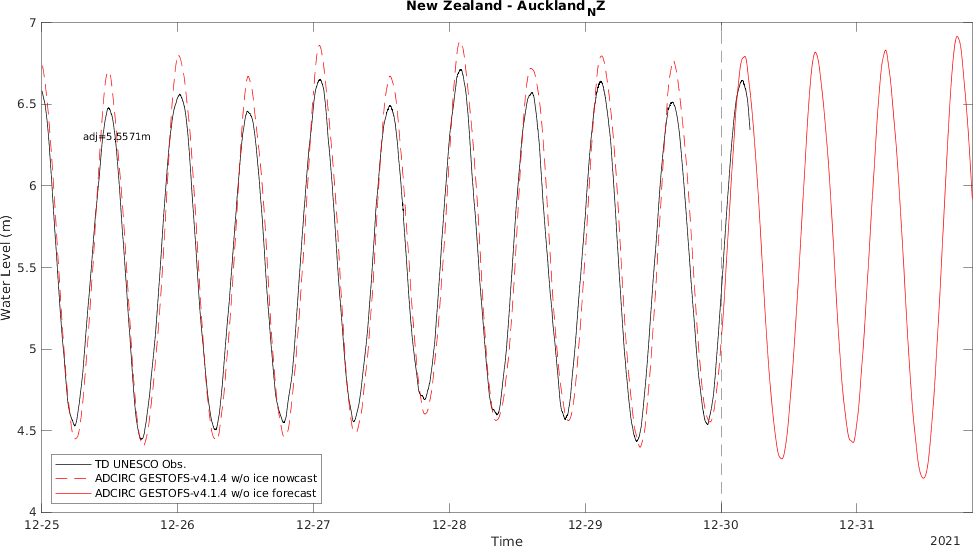 New Zealand - Auckland_NZ
7
6.5
adj=5.5571m
6
Water Level (m)
5.5
5
4.5
TD UNESCO Obs.
ADCIRC GESTOFS-v4.1.4 w/o ice nowcast
ADCIRC GESTOFS-v4.1.4 w/o ice forecast
4
12-25
12-26
12-27
12-28
12-29
12-30
12-31
Time
2021